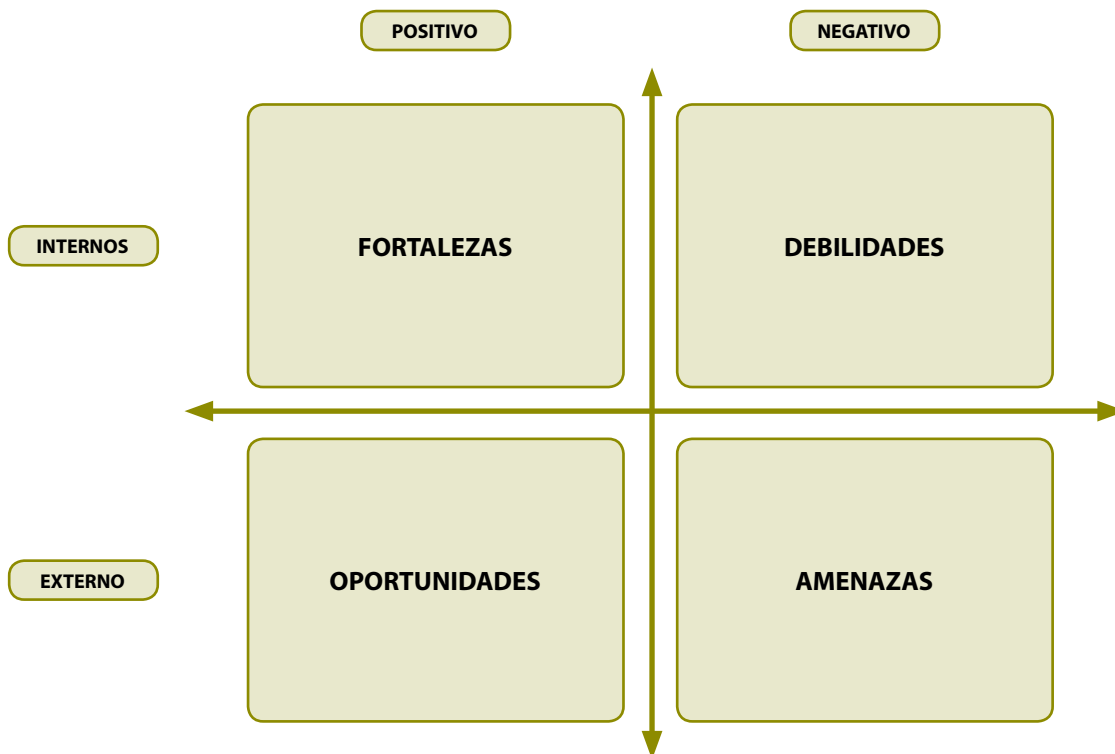 POSITIVO
NEGATIVO
INTERNOS
FORTALEZAS
DEBILIDADES
EXTERNO
OPORTUNIDADES
AMENAZAS